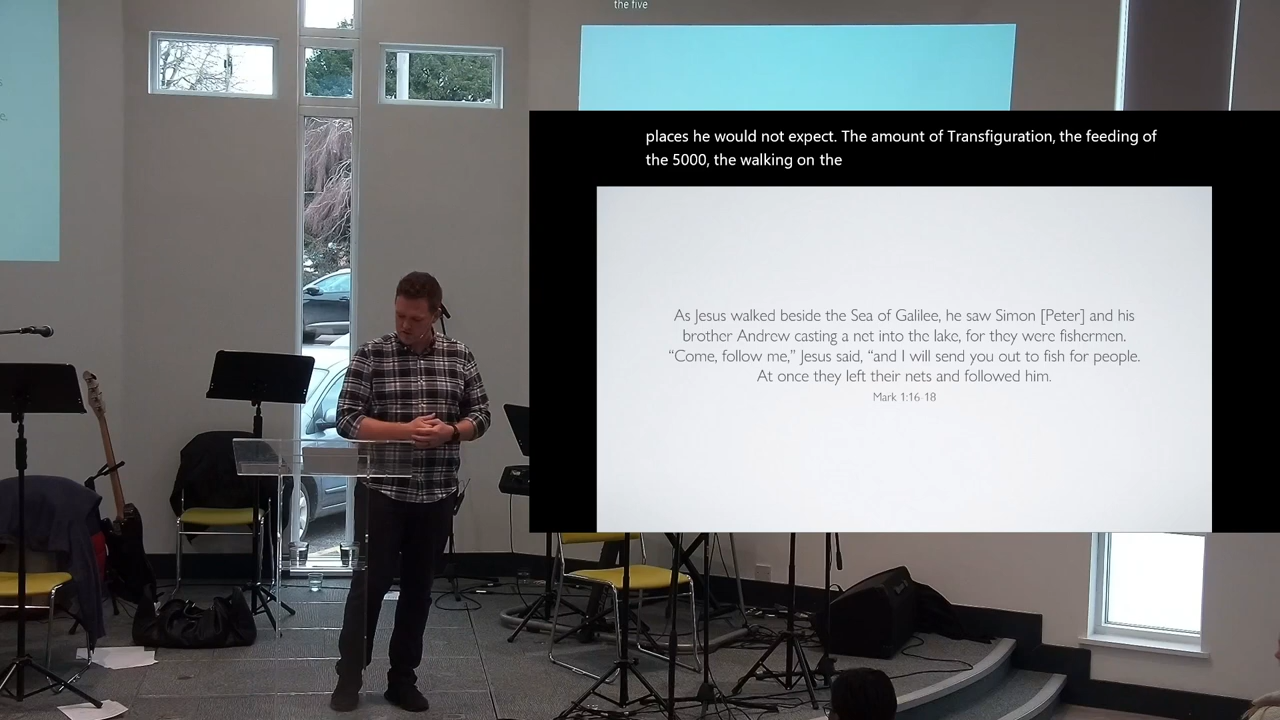 the five
places he would not expect. The amount of Transfiguration, the feeding of
the 5000, the walking on the
As Jesus walked beside the Sea of Galilee, he saw Simon [Peter] and his
brother Andrew casting a net into the lake, for they were fishermen.
“Come, follow me,” Jesus said, “and I will send you out to fish for people.
At once they left their nets and followed him.
Mark 1:16-18